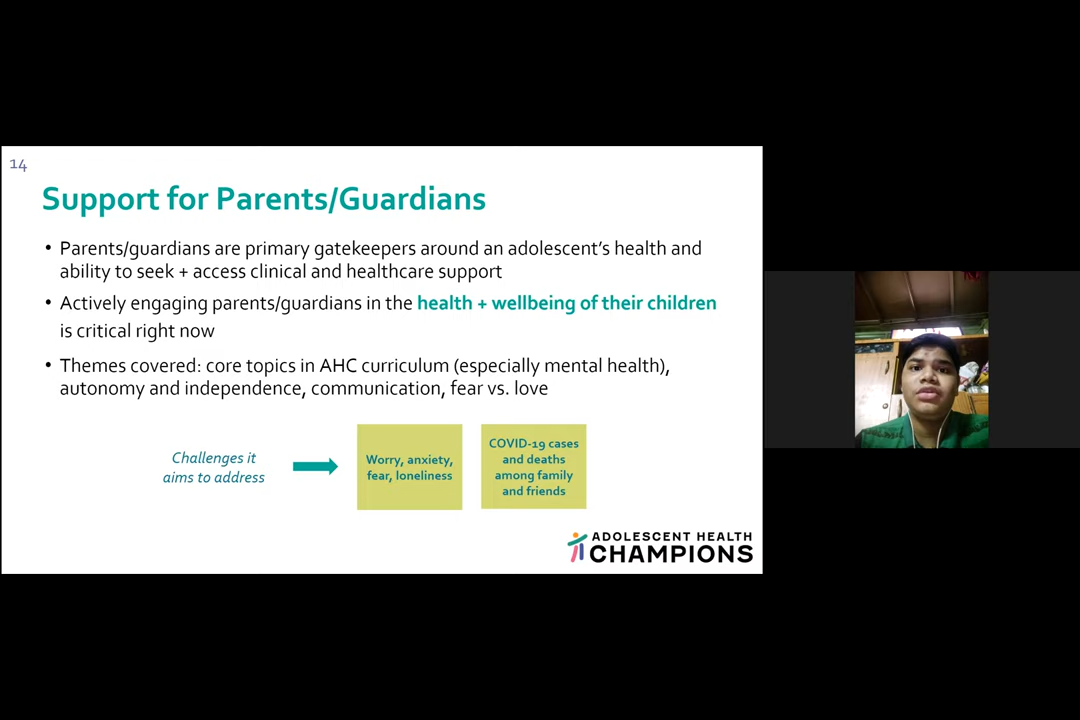 14
Support for Parents/Guardians
• Parents/guardians are primary gatekeepers around an adolescent’s health and
ability to seek + access clinical and healthcare support
• Actively engaging parents/guardians in the health + wellbeing of their children
is critical right now
• Themes covered: core topics in AHC curriculum (especially mental health),
autonomy and independence, communication, fear vs. love
Challenges it
aims to address
Worry, anxiety,
fear, loneliness
COVID-19 cases
and deaths
among family
and friends
ADOLESCENT HEALTH
CHAMPIONS